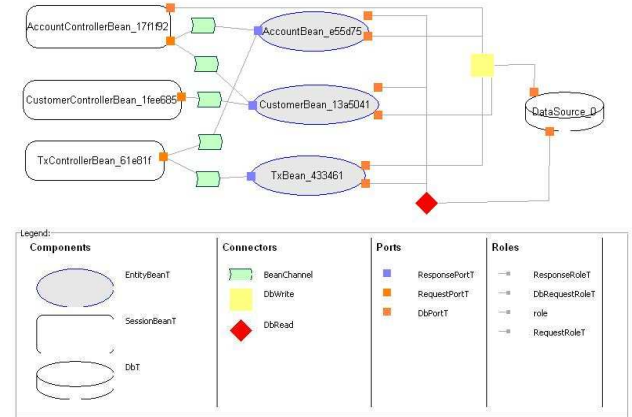 AccountControllerBean_17f1f92
AccountBean_e55d75
CustomerControllerBean_1fee685
CustomerBean_13a5041
DataSource_0
TxControllerBean_61e81f
TxBean_433461
Legend:
Components
Connectors
Ports
Roles
EntityBeanT
BeanChannel
ResponsePortT
ResponseRoleT
DbWrite
RequestPortT
DbRequestRoleT
SessionBeanT
DbRead
DbPortT
role
RequestRoleT
DbT